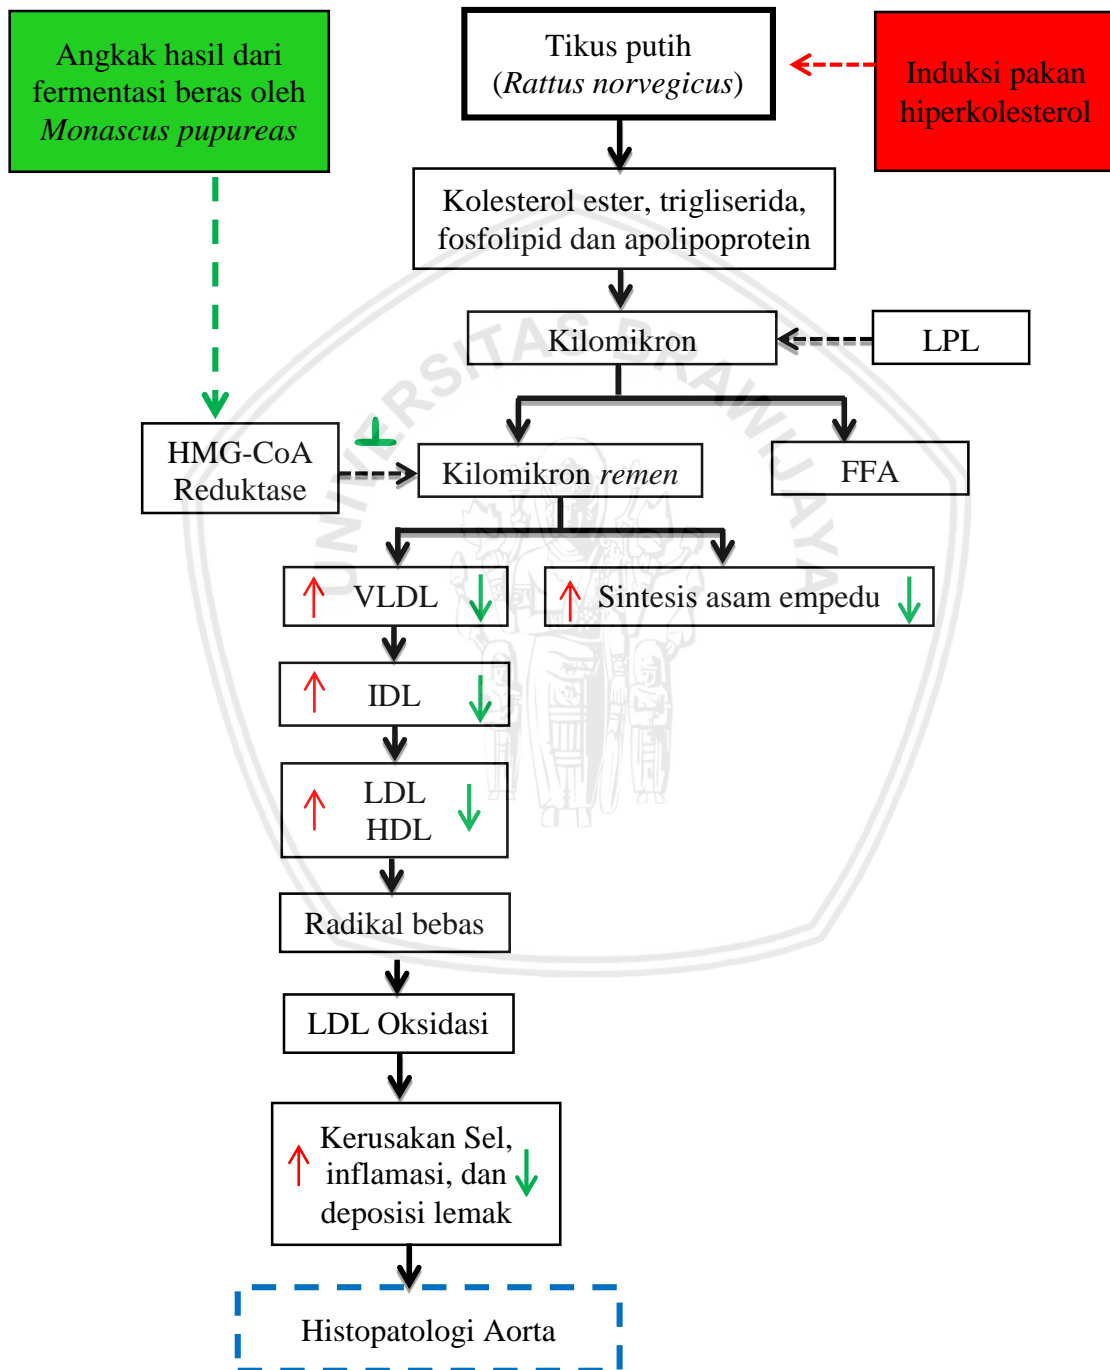 Angkak hasil dari
fermentasi beras oleh
Monascus pupureas
Tikus putih
(Rattus norvegicus)
Induksi pakan
hiperkolesterol
Kolesterol ester, trigliserida,
fosfolipid dan apolipoprotein
Kilomikron
LPL
HMG-CoA
Reduktase
Kilomikron remen
FFA
VLDL
Sintesis asam empedu
IDL
LDL
HDL
Radikal bebas
LDL Oksidasi
Kerusakan Sel,
inflamasi, dan
deposisi lemak
Histopatologi Aorta
UNIVERSITAS BRAWIJAYA